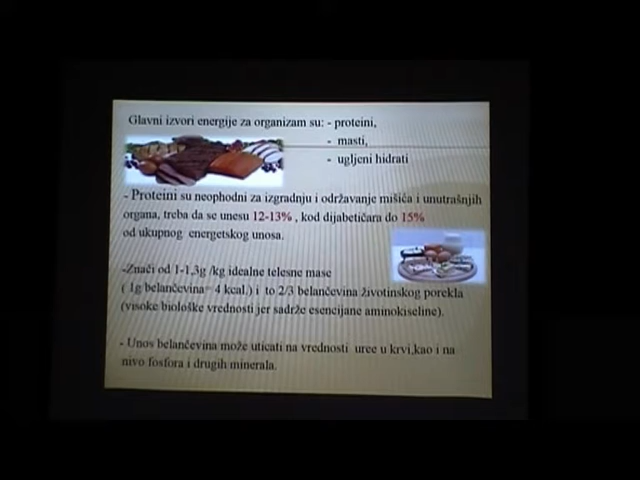 Glavni izvori energije za organizam su: - proteini,
- masti,
- ugljeni hidrati
- Proteini su neophodni za izgradnju i održavanje mišića i unutrašnjih
organa, treba da se unesu 12-13% , kod dijabetičara do 15%
od ukupnog energetskog unosa.
-Znači od 1-1,3g /kg idealne telesne mase
( 1g belančevina= 4 kcal.) i to 2/3 belančevina životinskog porekla
(visoke biološke vrednosti jer sadrže esencijane aminokiseline).
- Unos belančevina može uticati na vrednosti uree u krvi,kao i na
nivo fosfora i drugih minerala.